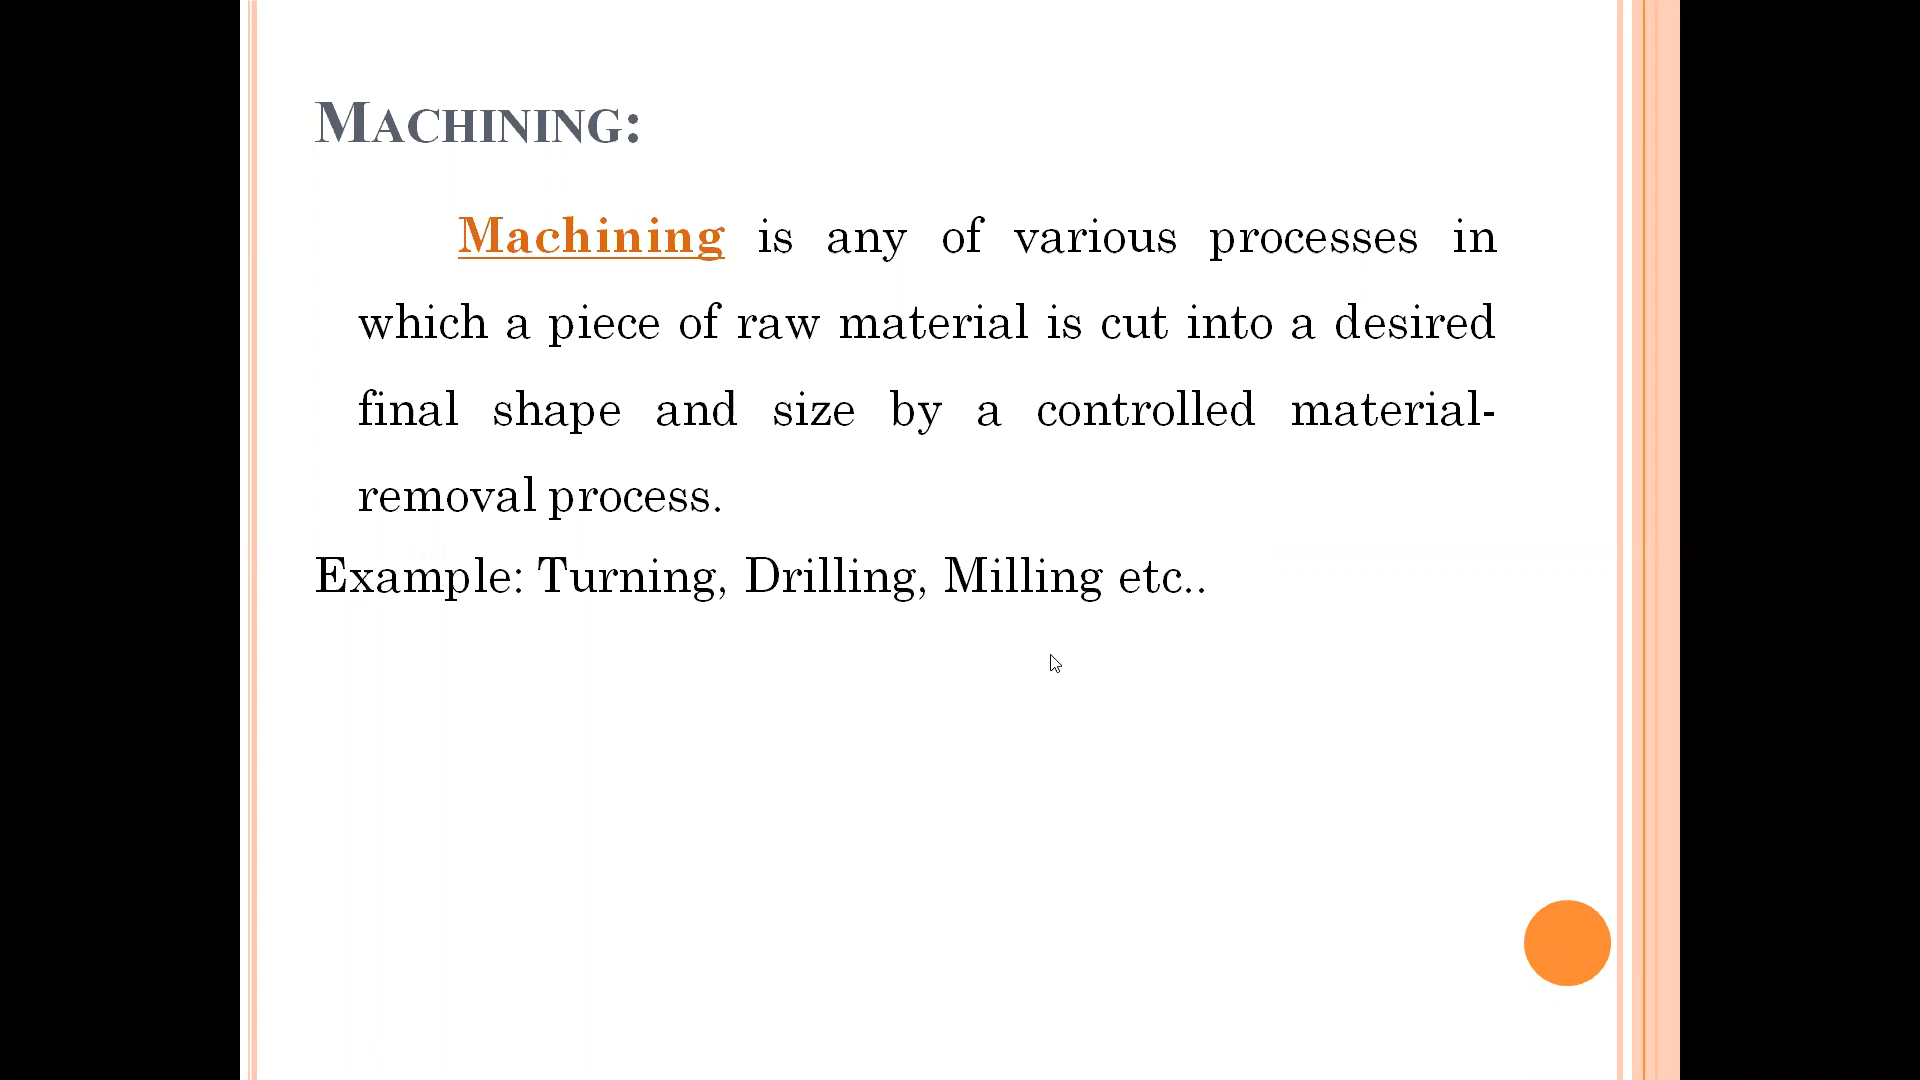 MACHINING:
Machining is any of various processes in
which a piece of raw material is cut into a desired
final shape and size by a controlled material-
removal process.
Example: Turning, Drilling, Milling etc..